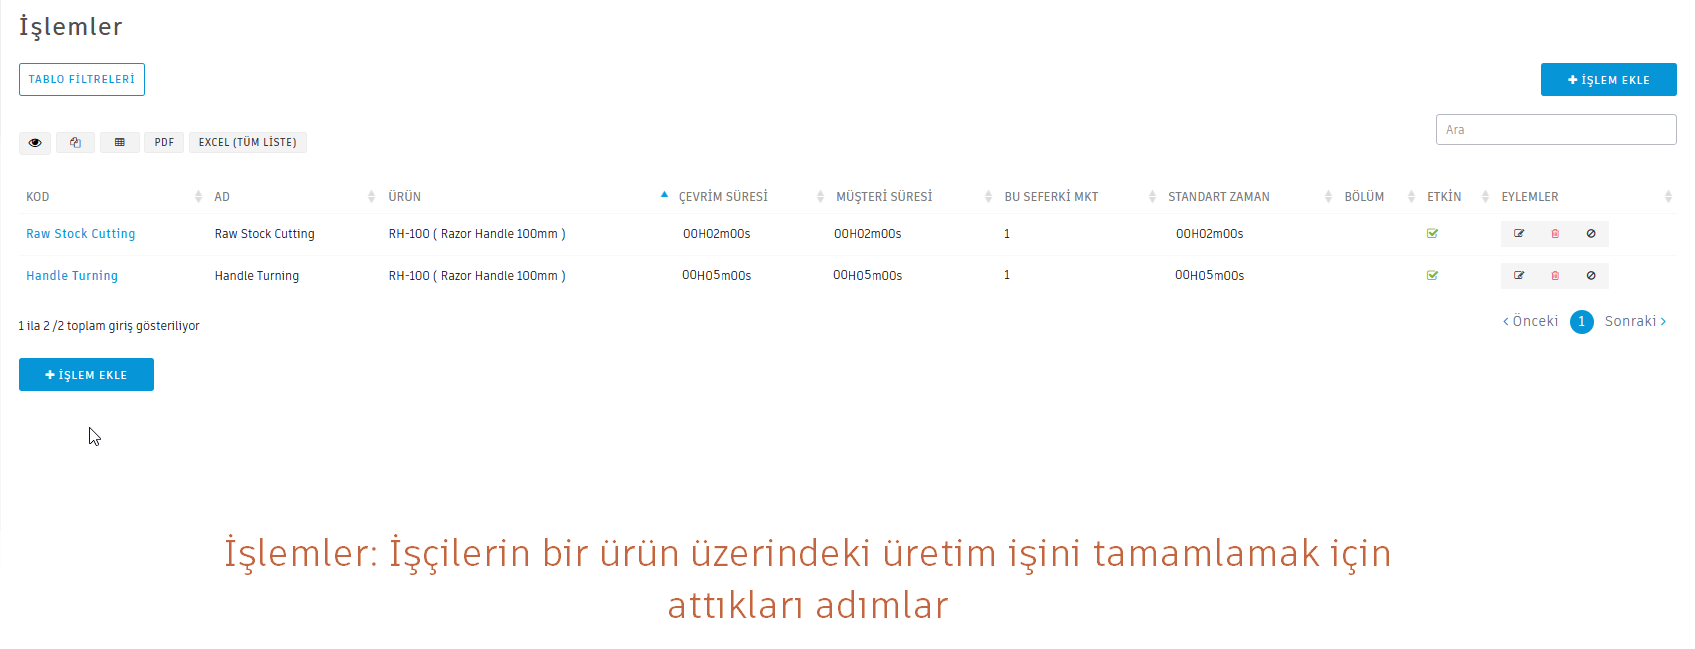 İşlemler
TABLO FİLTRELERİ
İŞLEM EKLE
Ara
PDF EXCEL (TÜM LİSTE)
KOD AD ÜRÜN ÇEVRİM SÜRESİ MÜŞTERİ SÜRESİ BU SEFERKİ MKT STANDART ZAMAN BÖLÜM ETKİN EYLEMLER
Raw Stock Cutting Raw Stock Cutting RH-100 ( Razor Handle 100mm ) 00H02m00s 00H02m00s 1 00H02m00s
Handle Turning Handle Turning RH-100 ( Razor Handle 100mm ) 00H05m00s 00H05m00s 1 00H05m00s
1 ila 2 /2 toplam giriş gösteriliyor
Önceki 1 Sonraki
İŞLEM EKLE
İşlemler: İşçilerin bir ürün üzerindeki üretim işini tamamlamak için
attıkları adımlar